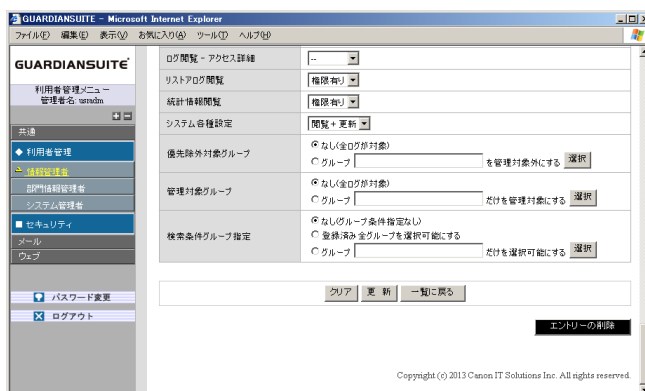 GUARDIANSUITE - Microsoft Internet Explorer
ファイル(F) 編集(E) 表示(V) お気に入り(A) ツール(T) ヘルプ(H)
GUARDIANSUITE
利用者管理メニュー
管理者名: usradm
共通
◆ 利用者管理
情報管理者
部門情報管理者
システム管理者
■ セキュリティ
メール
ウェブ
パスワード変更
ログアウト
ログ閲覧 - アクセス詳細 --
リストアログ閲覧 権限有り
統計情報閲覧 権限有り
システム各種設定 閲覧+更新
優先除外対象グループ
なし(全ログが対象)
グループ を管理対象外にする 選択
管理対象グループ
なし(全ログが対象)
グループ だけを管理対象にする 選択
検索条件グループ指定
なし(グループ条件指定なし)
登録済み全グループを選択可能にする
グループ だけを選択可能にする 選択
クリア 更 新 一覧に戻る
エントリーの削除
Copyright (c) 2013 Canon IT Solutions Inc. All rights reserved.